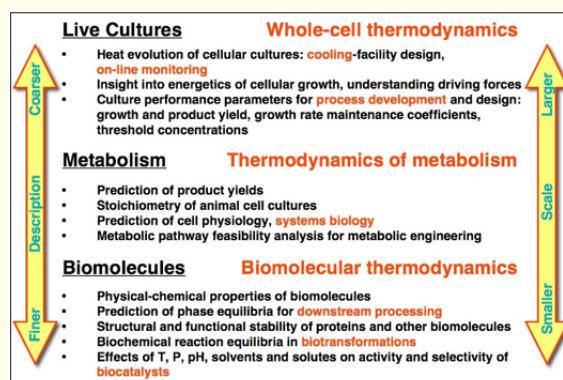 Live Cultures Whole-cell thermodynamics
• Heat evolution of cellular cultures: cooling-facility design,
on-line monitoring
• Insight into energetics of cellular growth, understanding driving forces
• Culture performance parameters for process development and design:
growth and product yield, growth rate maintenance coefficients,
threshold concentrations
Metabolism Thermodynamics of metabolism
• Prediction of product yields
• Stoichiometry of animal cell cultures
• Prediction of cell physiology, systems biology
• Metabolic pathway feasibility analysis for metabolic engineering
Biomolecules Biomolecular thermodynamics
• Physical-chemical properties of biomolecules
• Prediction of phase equilibria for downstream processing
• Structural and functional stability of proteins and other biomolecules
• Biochemical reaction equilibria in biotransformations
• Effects of T, P, pH, solvents and solutes on activity and selectivity of
biocatalysts
Coarser
Description
Finer
Larger
Scale
Smaller